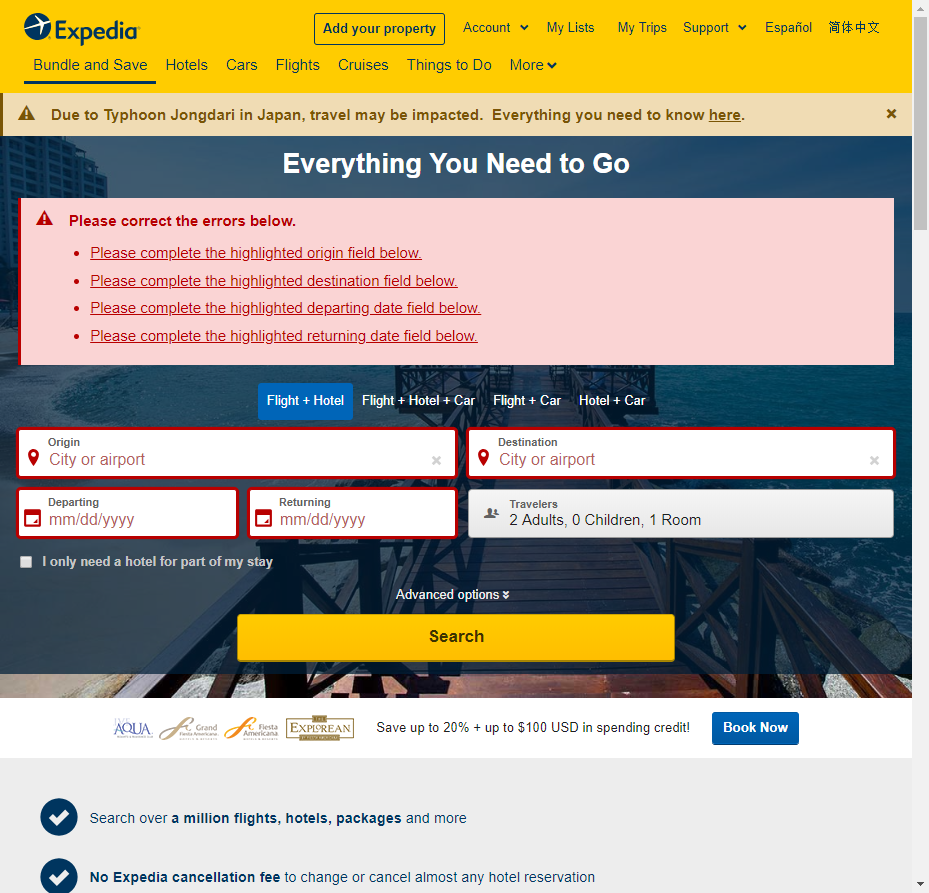 Expedia
Add your property
Account
My Lists
My Trips
Support
Español
简体中文
Bundle and Save
Hotels
Cars
Flights
Cruises
Things to Do
More
Due to Typhoon Jongdari in Japan, travel may be impacted. Everything you need to know here.
Everything You Need to Go
Please correct the errors below.
Please complete the highlighted origin field below.
Please complete the highlighted destination field below.
Please complete the highlighted departing date field below.
Please complete the highlighted returning date field below.
Flight + Hotel
Flight + Hotel + Car
Flight + Car
Hotel + Car
Origin
City or airport
Destination
City or airport
Departing
mm/dd/yyyy
Returning
mm/dd/yyyy
Travelers
2 Adults, 0 Children, 1 Room
I only need a hotel for part of my stay
Advanced options
Search
AQUA
Grand
Fiesta Americana
Fiesta
Americana
EXPLOREAN
Save up to 20% + up to $100 USD in spending credit!
Book Now
Search over a million flights, hotels, packages and more
No Expedia cancellation fee to change or cancel almost any hotel reservation